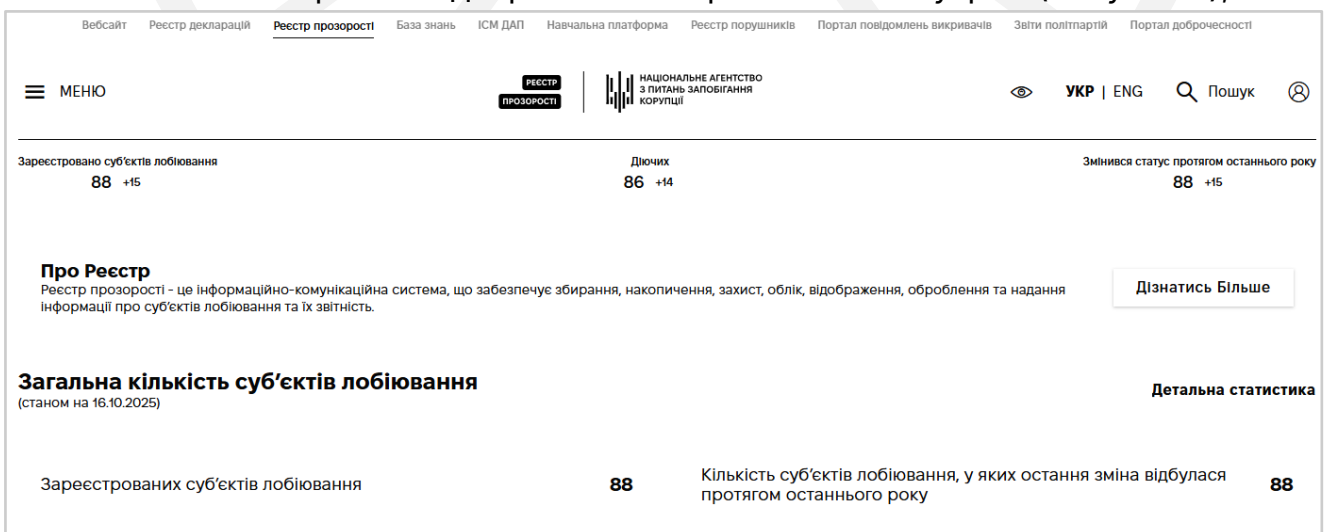 Вебсайт Реєстр декларацій Реєстр прозорості База знань ІСМ ДАП Навчальна платформа Реєстр порушників Портал повідомлень викривачів Звіти політпартій Портал доброчесності
МЕНЮ
РЕЄСТР
ПРОЗОРОСТІ
НАЦІОНАЛЬНЕ АГЕНТСТВО
З ПИТАНЬ ЗАПОБІГАННЯ
КОРУПЦІЇ
УКР | ENG Пошук
Зареєстровано суб'єктів лобіювання
88 +15
Діючих
86 +14
Змінився статус протягом останнього року
88 +15
Про Реєстр
Реєстр прозорості - це інформаційно-комунікаційна система, що забезпечує збирання, накопичення, захист, облік, відображення, оброблення та надання
інформації про суб'єктів лобіювання та їх звітність.
Дізнатись Більше
Загальна кількість суб'єктів лобіювання
(станом на 16.10.2025)
Детальна статистика
Зареєстрованих суб'єктів лобіювання 88
Кількість суб'єктів лобіювання, у яких остання зміна відбулася
протягом останнього року
88